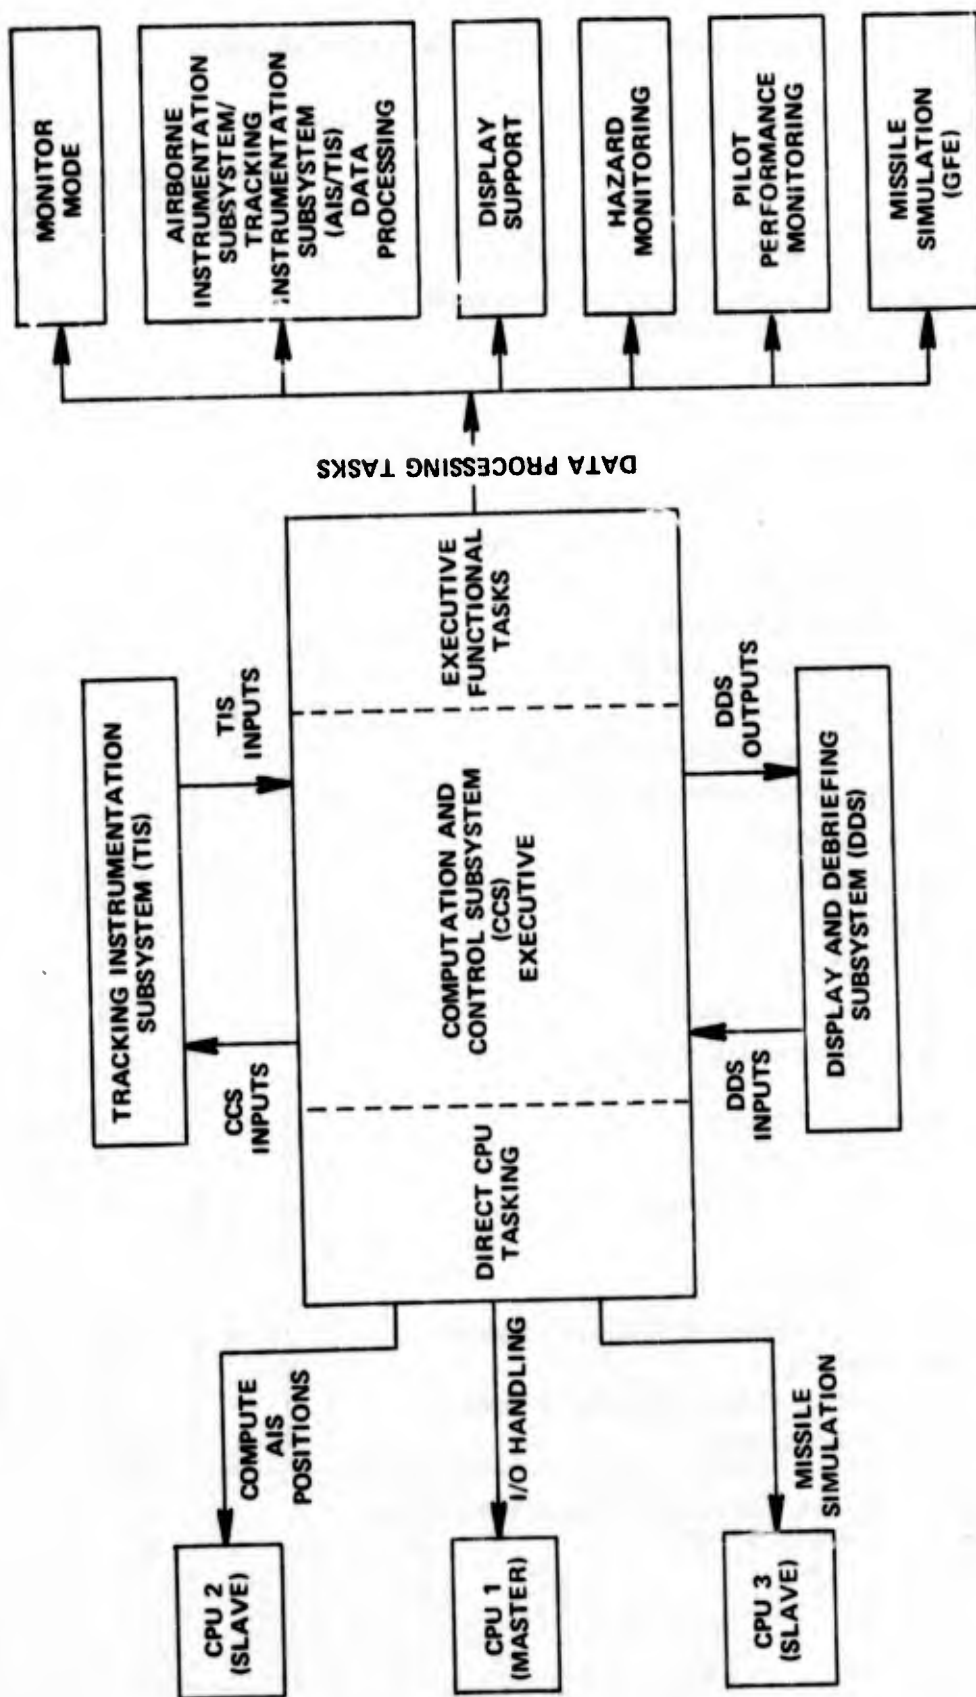 TRACKING INSTRUMENTATION
SUBSYSTEM (TIS)
CCS
INPUTS
TIS
INPUTS
CPU 2
(SLAVE)
COMPUTE
AIS
POSITIONS
CPU 1
(MASTER)
I/O HANDLING
CPU 3
(SLAVE)
MISSILE
SIMULATION
DIRECT CPU
TASKING
COMPUTATION AND
CONTROL SUBSYSTEM
(CCS)
EXECUTIVE
EXECUTIVE
FUNCTIONAL
TASKS
DDS
INPUTS
DDS
OUTPUTS
DISPLAY AND DEBRIEFING
SUBSYSTEM (DDS)
DATA PROCESSING TASKS
MONITOR
MODE
AIRBORNE
INSTRUMENTATION
SUBSYSTEM/
TRACKING
INSTRUMENTATION
SUBSYSTEM
(AIS/TIS)
DATA
PROCESSING
DISPLAY
SUPPORT
HAZARD
MONITORING
PILOT
PERFORMANCE
MONITORING
MISSILE
SIMULATION
(GFE)